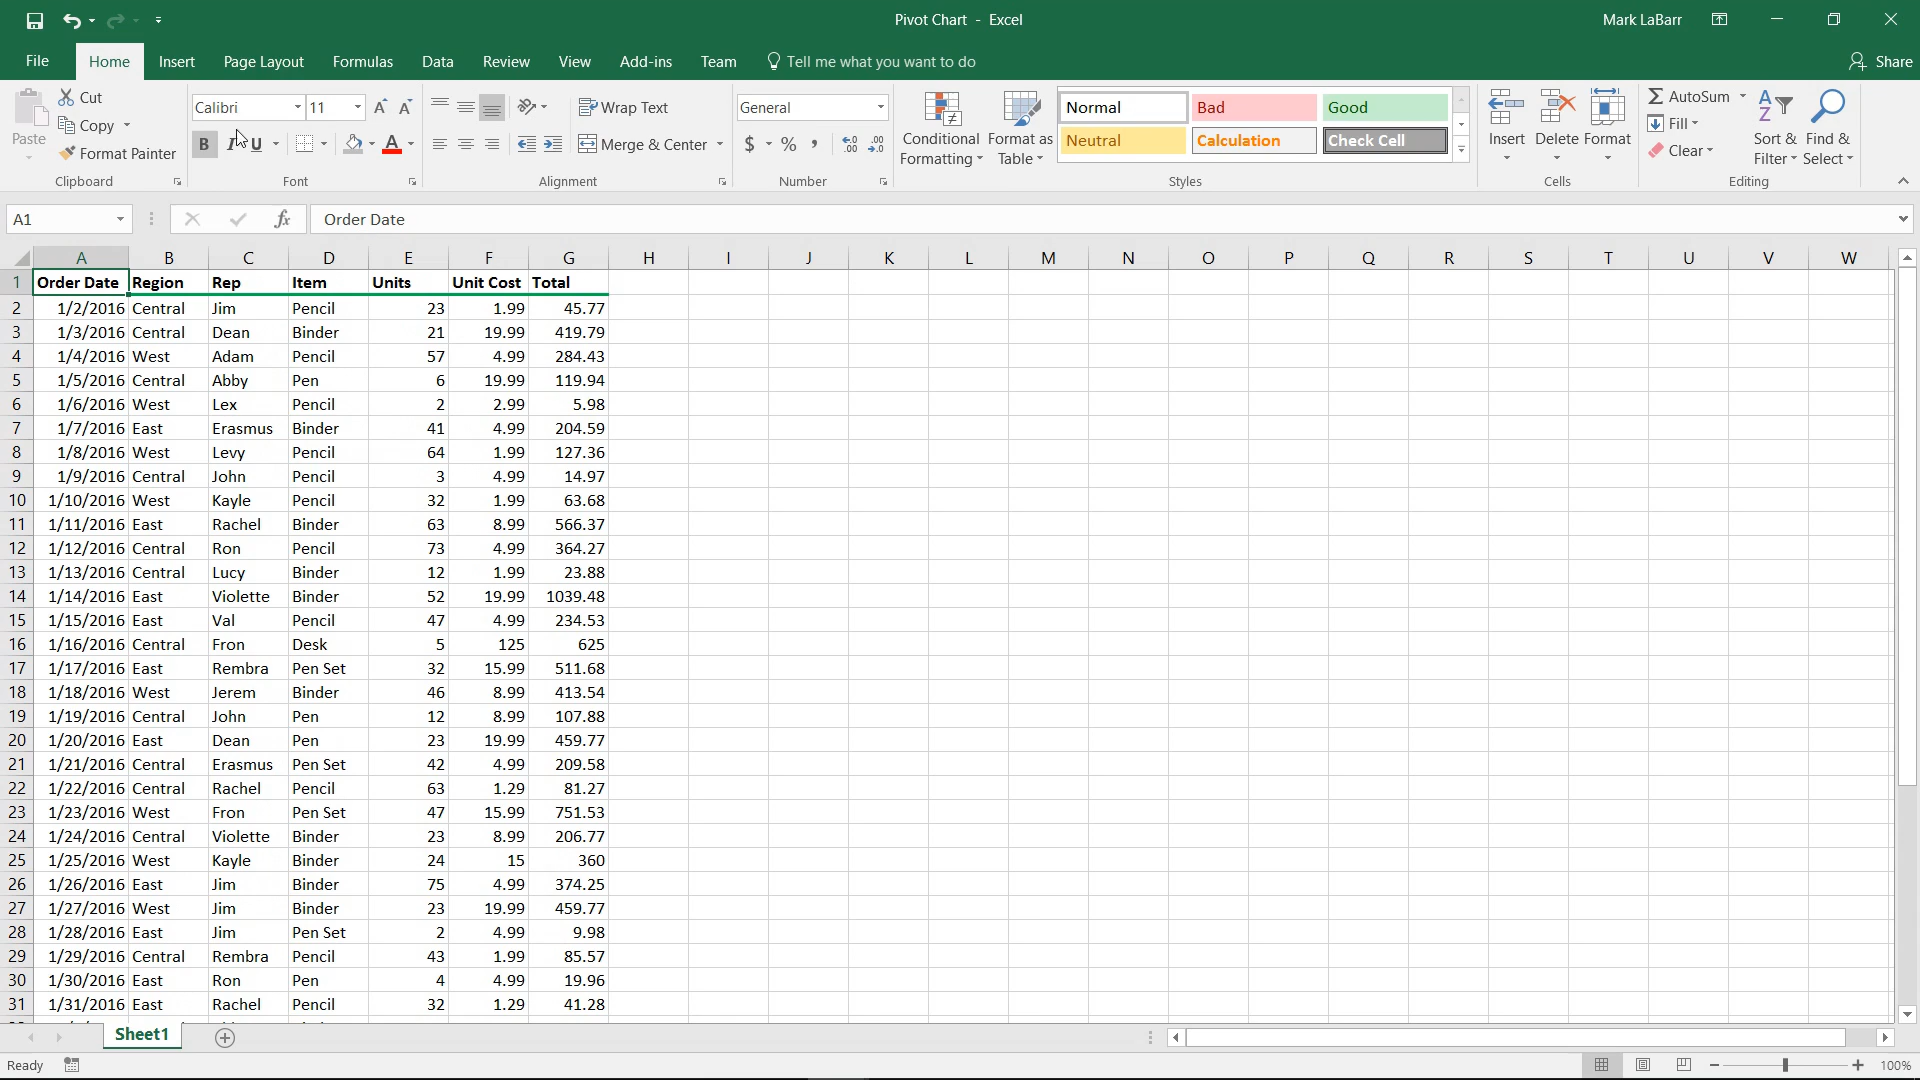 Pivot Chart - Excel
Mark LaBarr
File Home Insert Page Layout Formulas Data Review View Add-ins Team Tell me what you want to do Share
Paste
Cut
Copy
Format Painter
Clipboard
Calibri 11
B I U A
Font
Wrap Text
Merge & Center
Alignment
General
$ % ,
Number
Conditional Formatting
Format as Table
Normal Bad Good
Neutral Calculation Check Cell
Styles
Insert Delete Format
Cells
AutoSum
Fill
Clear
Sort & Filter
Find & Select
Editing
A1 fx Order Date
A B C D E F G H I J K L M N O P Q R S T U V W
1 Order Date Region Rep Item Units Unit Cost Total
2 1/2/2016 Central Jim Pencil 23 1.99 45.77
3 1/3/2016 Central Dean Binder 21 19.99 419.79
4 1/4/2016 West Adam Pencil 57 4.99 284.43
5 1/5/2016 Central Abby Pen 6 19.99 119.94
6 1/6/2016 West Lex Pencil 2 2.99 5.98
7 1/7/2016 East Erasmus Binder 41 4.99 204.59
8 1/8/2016 West Levy Pencil 64 1.99 127.36
9 1/9/2016 Central John Pencil 3 4.99 14.97
10 1/10/2016 West Kayle Pencil 32 1.99 63.68
11 1/11/2016 East Rachel Binder 63 8.99 566.37
12 1/12/2016 Central Ron Pencil 73 4.99 364.27
13 1/13/2016 Central Lucy Binder 12 1.99 23.88
14 1/14/2016 East Violette Binder 52 19.99 1039.48
15 1/15/2016 East Val Pencil 47 4.99 234.53
16 1/16/2016 Central Fron Desk 5 125 625
17 1/17/2016 East Rembra Pen Set 32 15.99 511.68
18 1/18/2016 West Jerem Binder 46 8.99 413.54
19 1/19/2016 Central John Pen 12 8.99 107.88
20 1/20/2016 East Dean Pen 23 19.99 459.77
21 1/21/2016 Central Erasmus Pen Set 42 4.99 209.58
22 1/22/2016 Central Rachel Pencil 63 1.29 81.27
23 1/23/2016 West Fron Pen Set 47 15.99 751.53
24 1/24/2016 Central Violette Binder 23 8.99 206.77
25 1/25/2016 West Kayle Binder 24 15 360
26 1/26/2016 East Jim Binder 75 4.99 374.25
27 1/27/2016 West Jim Binder 23 19.99 459.77
28 1/28/2016 East Jim Pen Set 2 4.99 9.98
29 1/29/2016 Central Rembra Pencil 43 1.99 85.57
30 1/30/2016 East Ron Pen 4 4.99 19.96
31 1/31/2016 East Rachel Pencil 32 1.29 41.28
Sheet1
Ready 100%